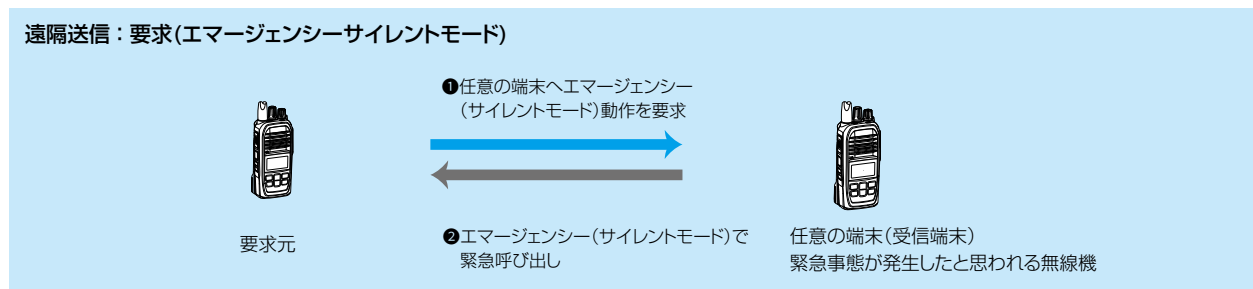 遠隔送信：要求(エマージェンシーサイレントモード)
❶任意の端末へエマージェンシー
（サイレントモード）動作を要求
要求元
❷エマージェンシー（サイレントモード）で
緊急呼び出し
任意の端末（受信端末）
緊急事態が発生したと思われる無線機